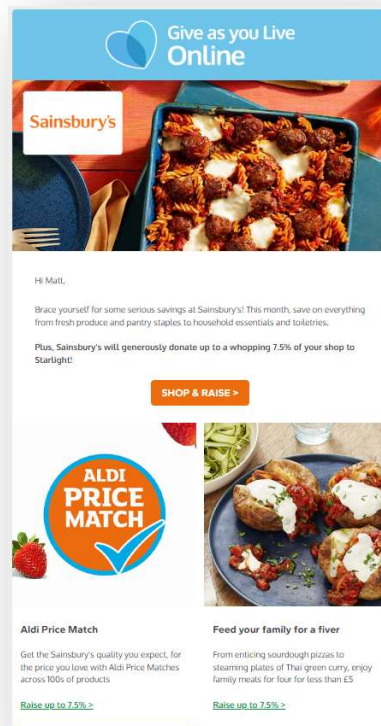 Give as you Live
Online
Sainsbury's
Hi Matt,
Brace yourself for some serious savings at Sainsbury's! This month, save on everything
from fresh produce and pantry staples to household essentials and toiletries.
Plus, Sainsbury's will generously donate up to a whopping 7.5% of your shop to
Starlight!
SHOP & RAISE >
ALDI
PRICE
MATCH
Aldi Price Match
Get the Sainsbury's quality you expect, for
the price you love with Aldi Price Matches
across 100s of products
Raise up to 7.5% >
Feed your family for a fiver
From enticing sourdough pizzas to
steaming plates of Thai green curry, enjoy
family meals for four for less than £5
Raise up to 7.5% >